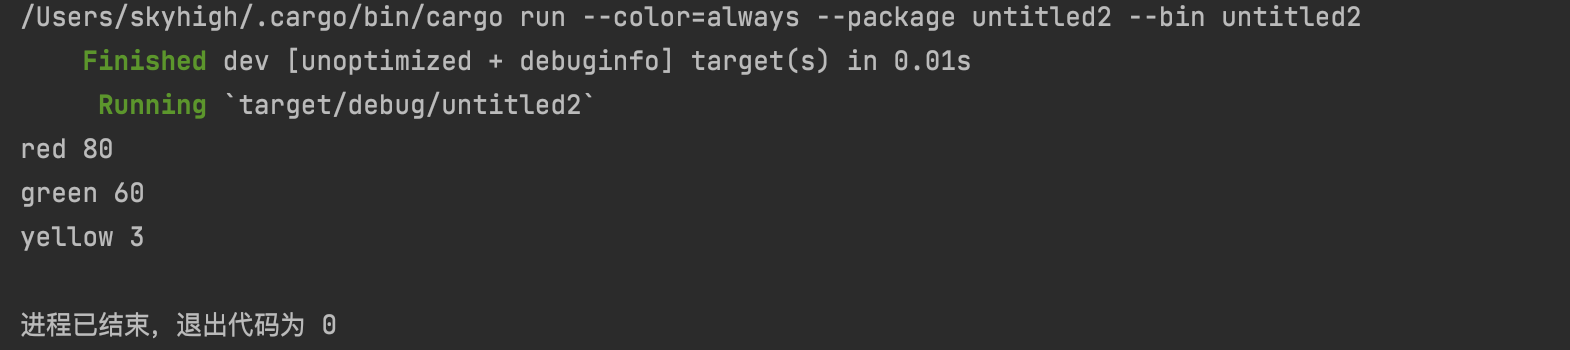 /Users/skyhigh/.cargo/bin/cargo run --color=always --package untitled2 --bin untitled2
Finished dev [unoptimized + debuginfo] target(s) in 0.01s
Running `target/debug/untitled2`
red 80
green 60
yellow 3
进程已结束，退出代码为 0